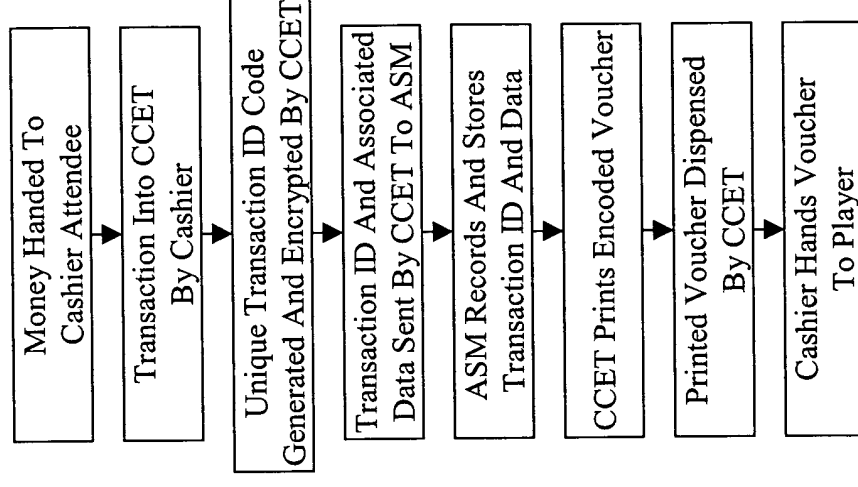 Money Handed To
Cashier Attendee
Transaction Into CCET
By Cashier
Unique Transaction ID Code
Generated And Encrypted By CCET
Transaction ID And Associated
Data Sent By CCET To ASM
ASM Records And Stores
Transaction ID And Data
CCET Prints Encoded Voucher
Printed Voucher Dispensed
By CCET
Cashier Hands Voucher
To Player